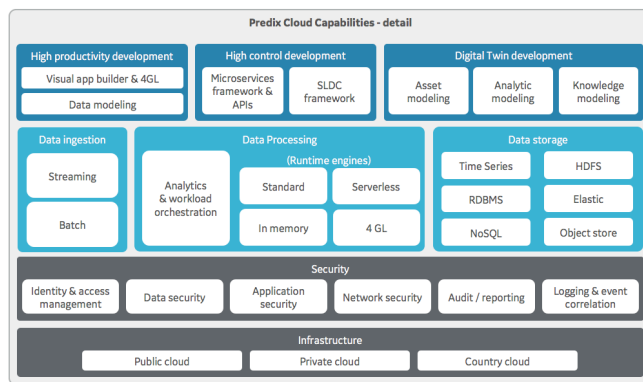 Predix Cloud Capabilities - detail
High productivity development
Visual app builder & 4GL
Data modeling
High control development
Microservices
framework &
APIs
SLDC
framework
Digital Twin development
Asset
modeling
Analytic
modeling
Knowledge
modeling
Data ingestion
Streaming
Batch
Data Processing
(Runtime engines)
Analytics
& workload
orchestration
Standard
Serverless
In memory
4 GL
Data storage
Time Series
HDFS
RDBMS
Elastic
NoSQL
Object store
Security
Identity & access
management
Data security
Application
security
Network security
Audit / reporting
Logging & event
correlation
Infrastructure
Public cloud
Private cloud
Country cloud